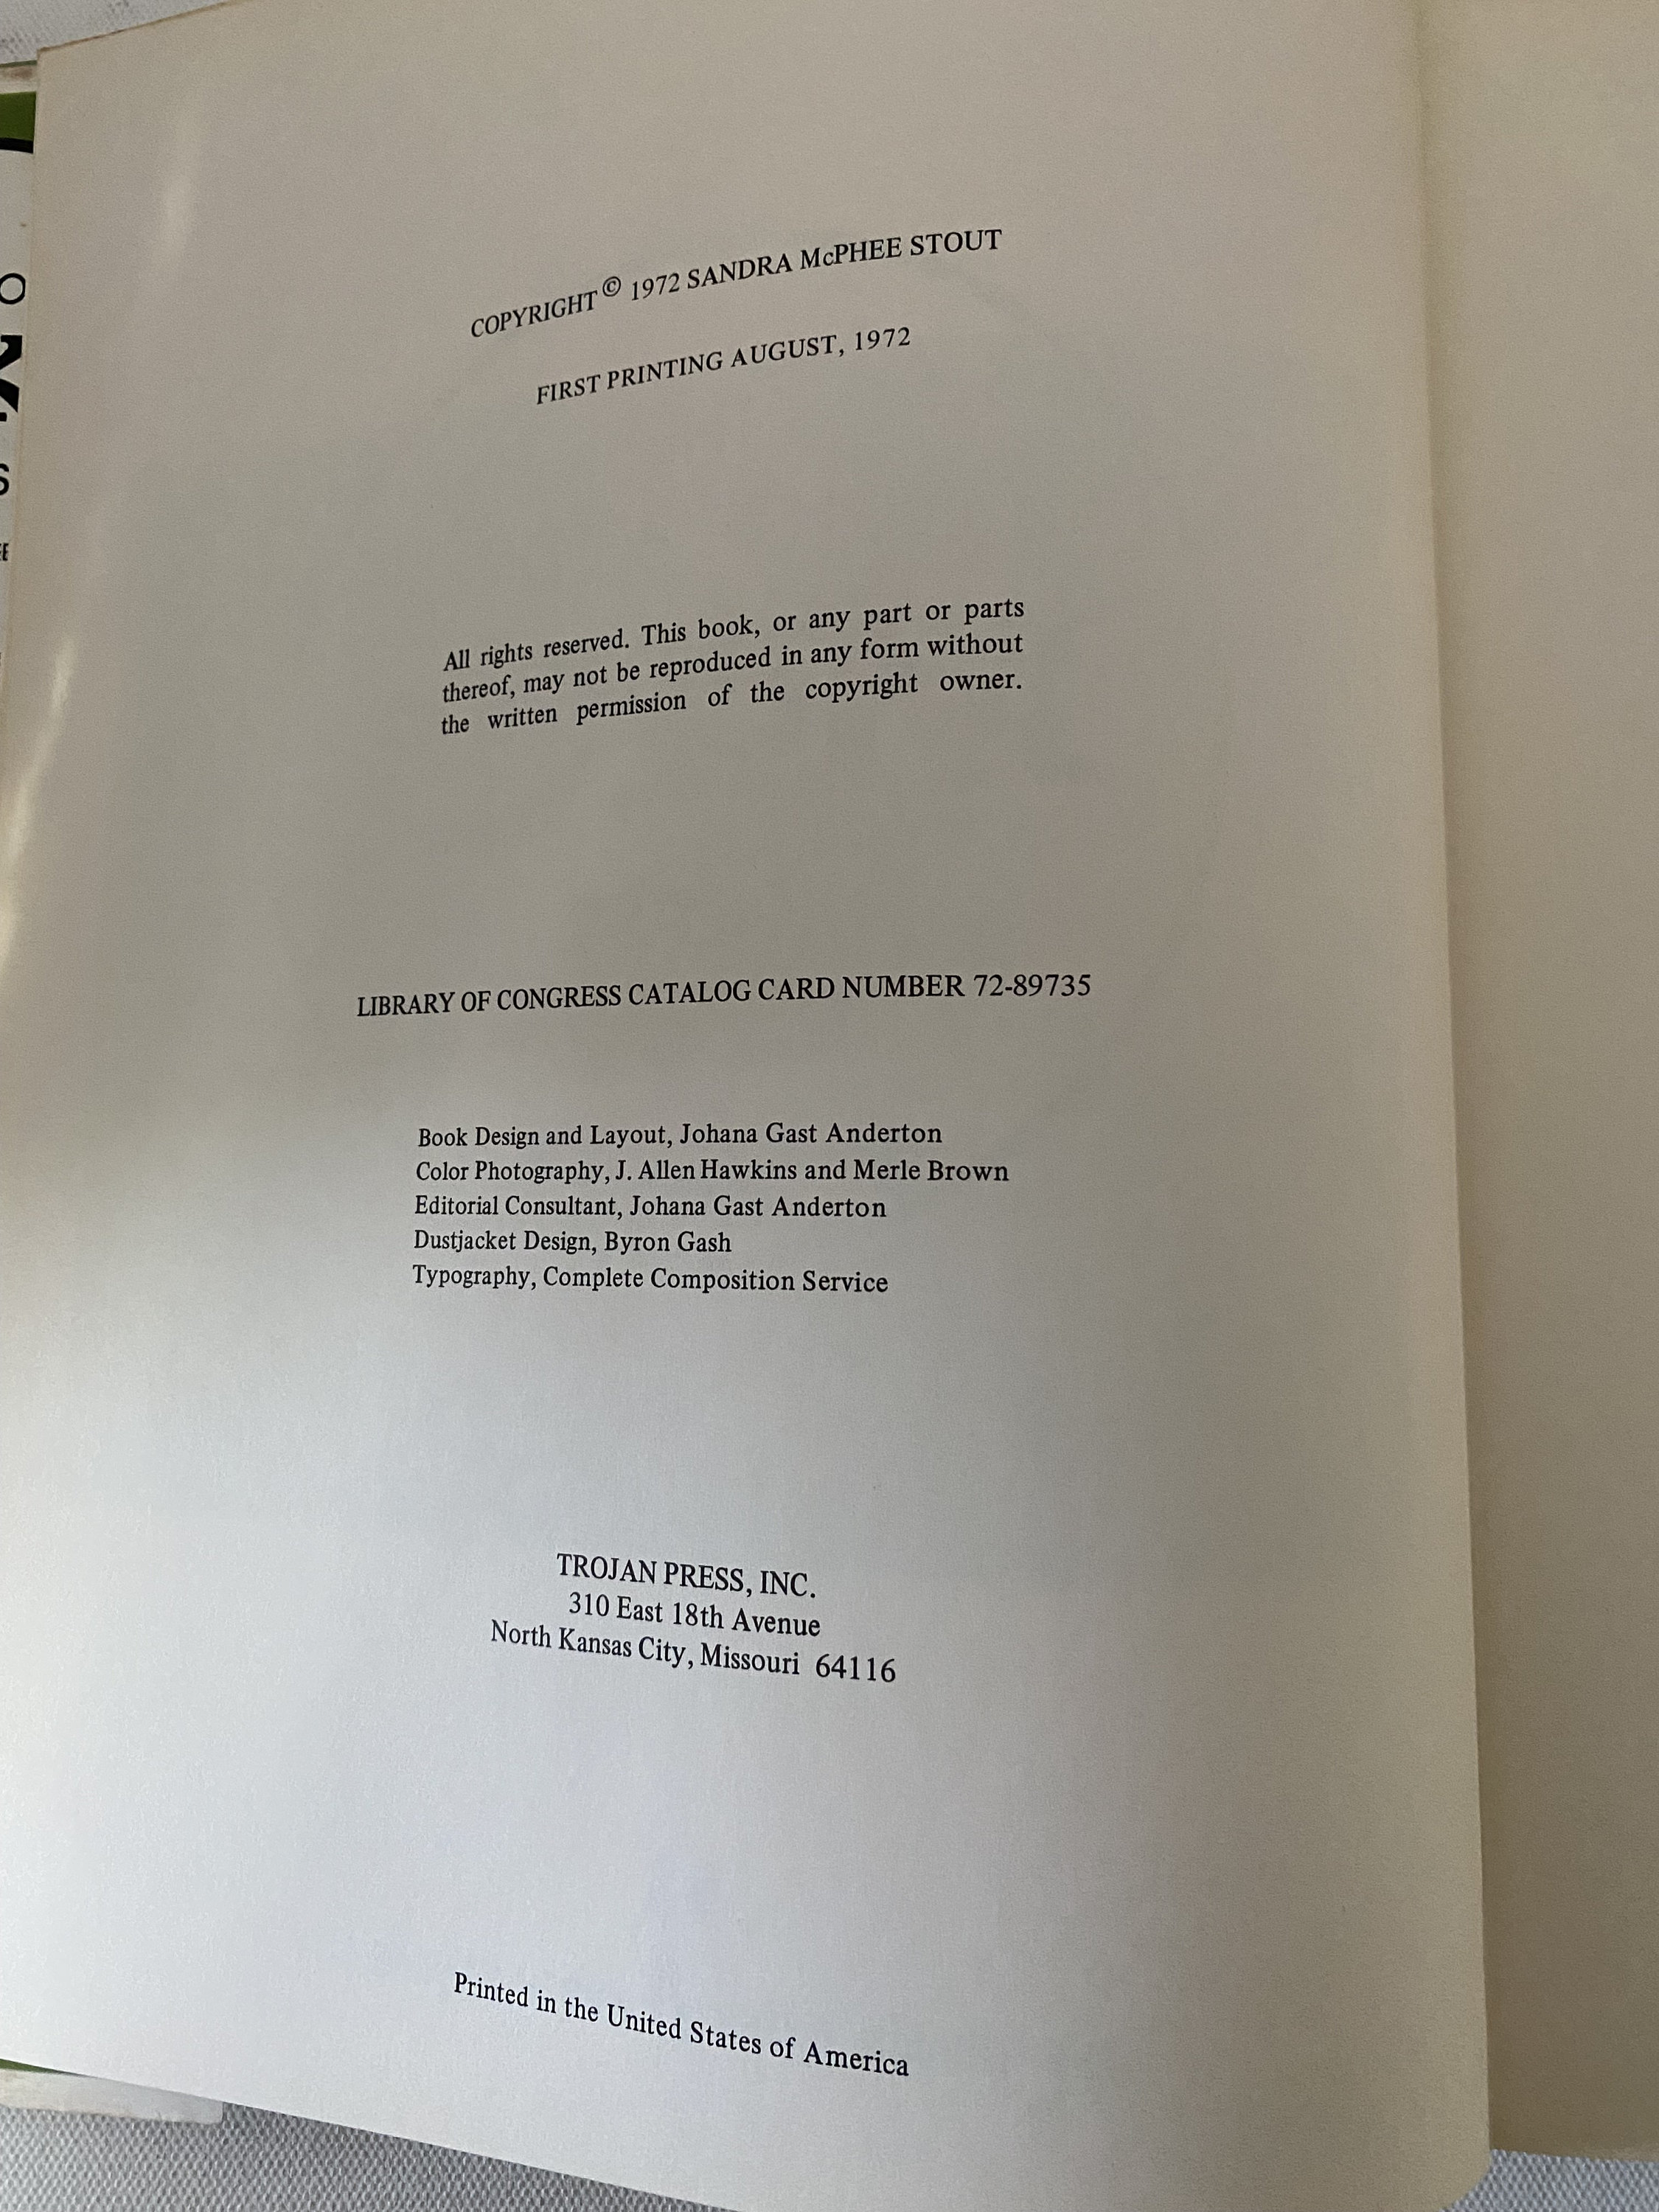 COPYRIGHT © 1972 SANDRA McPHEE STOUT
FIRST PRINTING AUGUST, 1972
All rights reserved. This book, or any part or parts
thereof, may not be reproduced in any form without
the written permission of the copyright owner.
LIBRARY OF CONGRESS CATALOG CARD NUMBER 72-89735
Book Design and Layout, Johana Gast Anderton
Color Photography, J. Allen Hawkins and Merle Brown
Editorial Consultant, Johana Gast Anderton
Dustjacket Design, Byron Gash
Typography, Complete Composition Service
TROJAN PRESS, INC.
310 East 18th Avenue
North Kansas City, Missouri 64116
Printed in the United States of America